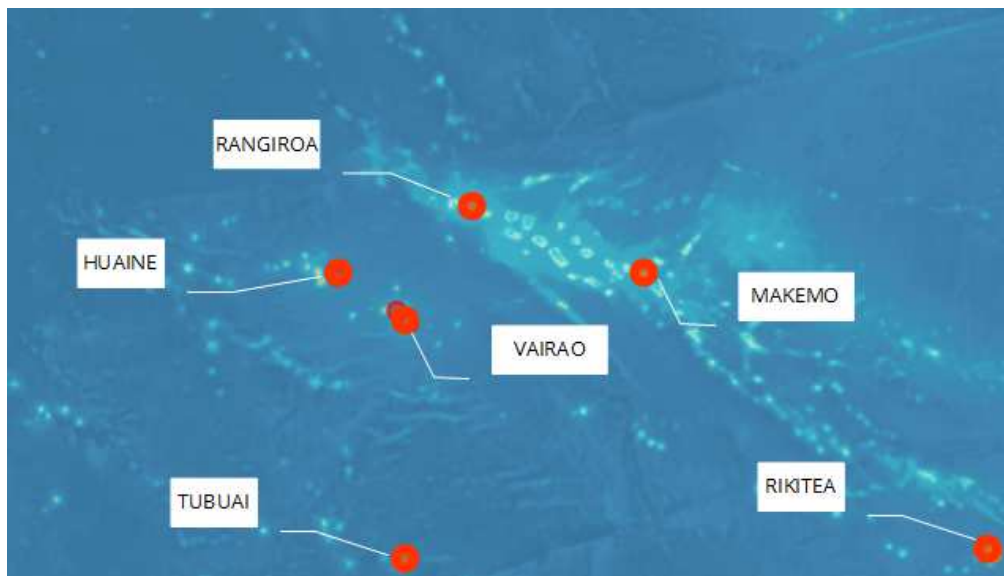 RANGIROA
HUAINE
MAKEMO
VAIRAO
RIKITEA
TUBUAI